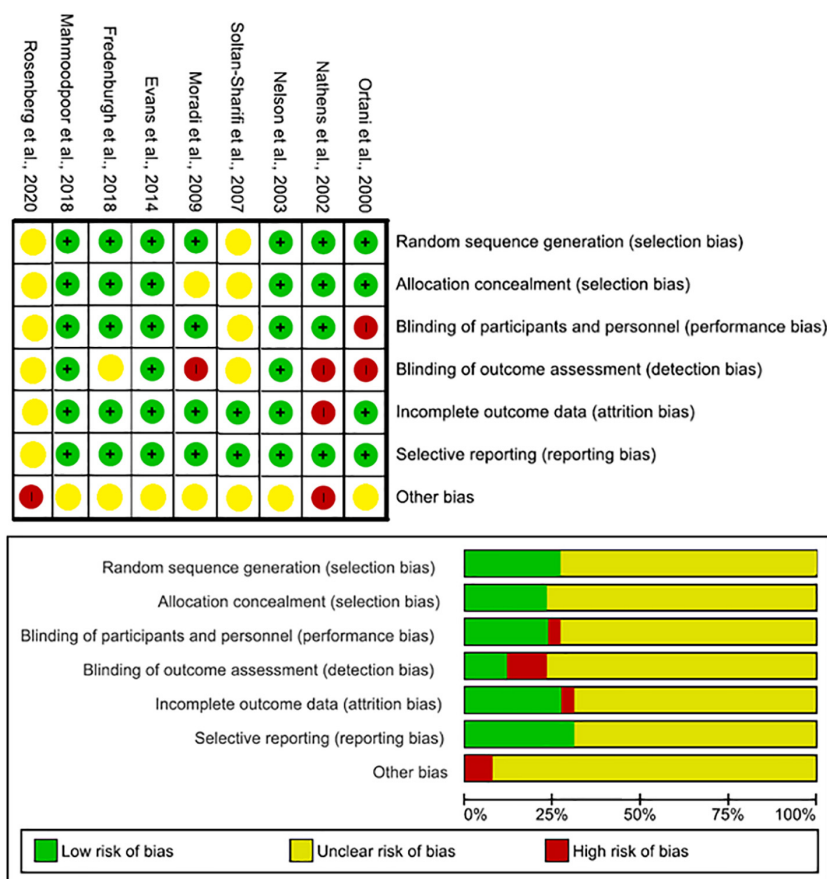 Rosenberg et al., 2020
Mahmoodpoor et al., 2018
Fredenburgh et al., 2018
Evans et al., 2014
Moradi et al., 2009
Soltan-Sharifi et al., 2007
Nelson et al., 2003
Nathens et al., 2002
Ortani et al., 2000
Random sequence generation (selection bias)
Allocation concealment (selection bias)
Blinding of participants and personnel (performance bias)
Blinding of outcome assessment (detection bias)
Incomplete outcome data (attrition bias)
Selective reporting (reporting bias)
Other bias
Random sequence generation (selection bias)
Allocation concealment (selection bias)
Blinding of participants and personnel (performance bias)
Blinding of outcome assessment (detection bias)
Incomplete outcome data (attrition bias)
Selective reporting (reporting bias)
Other bias
0% 25% 50% 75% 100%
Low risk of bias Unclear risk of bias High risk of bias